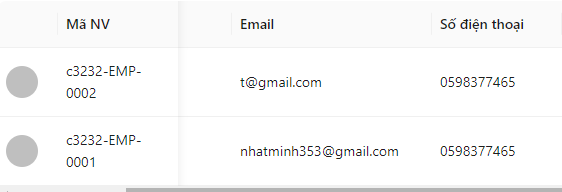 Mã NV Email Số điện thoại
c3232-EMP-
0002 t@gmail.com 0598377465
c3232-EMP-
0001 nhatminh353@gmail.com 0598377465